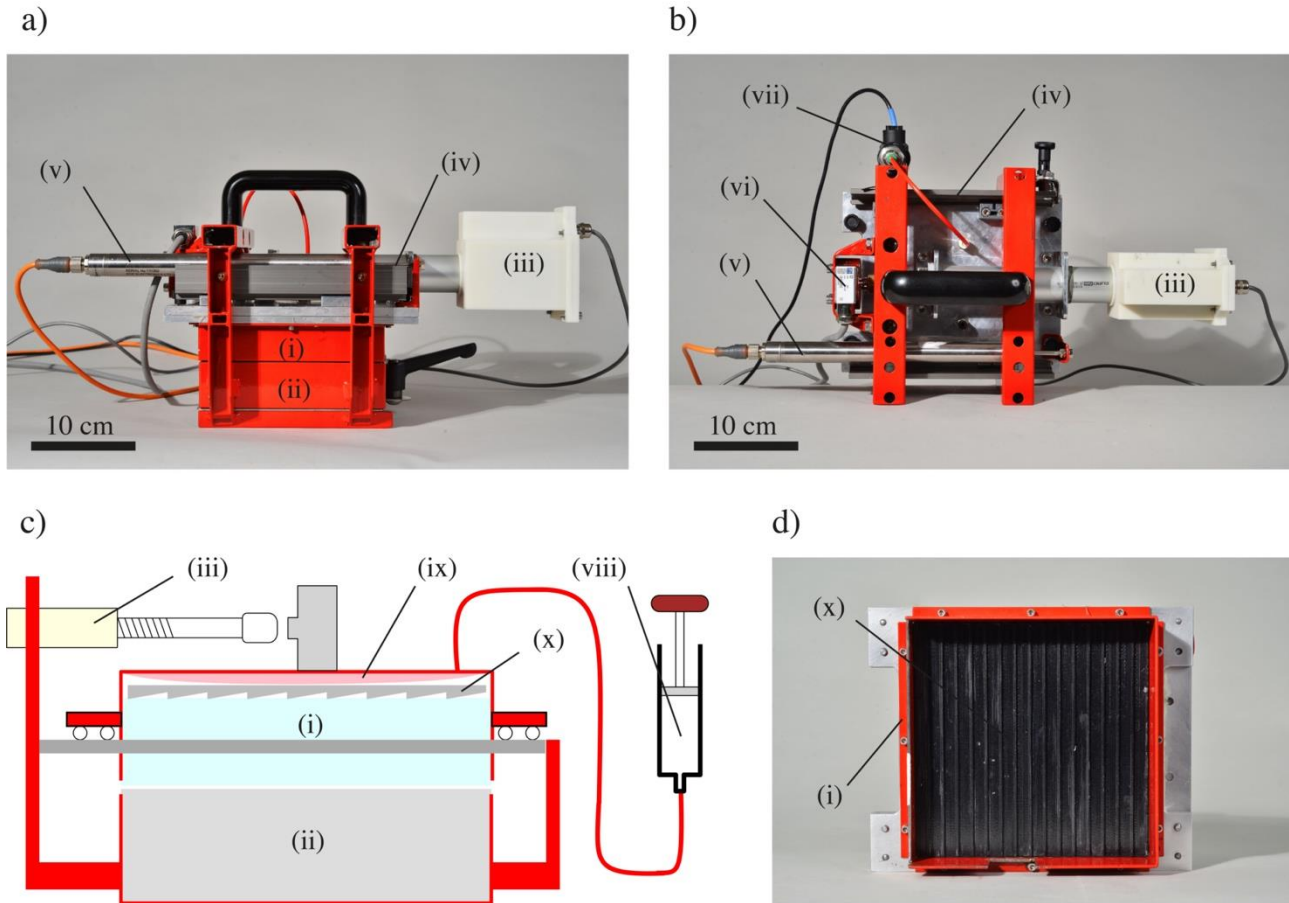 a)
b)
(v)
(iv)
(iii)
(i)
(ii)
10 cm
(vii)
(iv)
(vi)
(v)
(iii)
10 cm
c)
d)
(iii)
(ix)
(viii)
(x)
(i)
(ii)
(x)
(i)